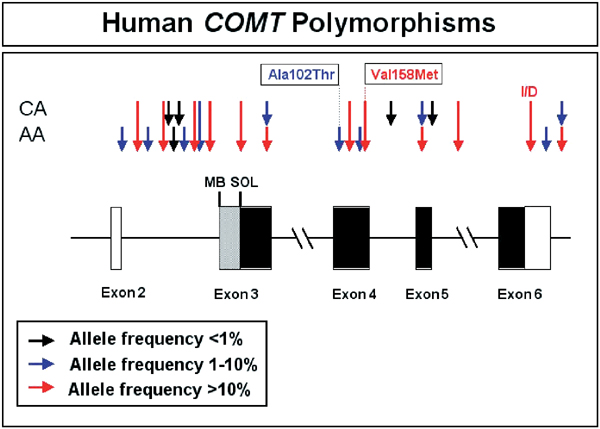 Human COMT Polymorphisms
Ala102Thr Val158Met
I/D
CA
AA
MB SOL
Exon 2 Exon 3 Exon 4 Exon 5 Exon 6
Allele frequency <1%
Allele frequency 1-10%
Allele frequency >10%